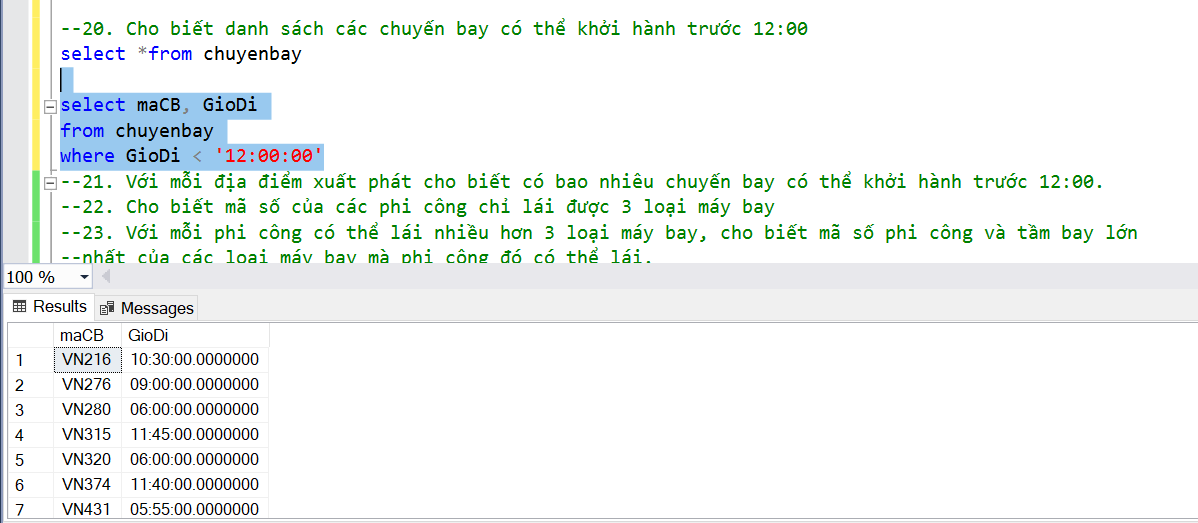 --20. Cho biết danh sách các chuyến bay có thể khởi hành trước 12:00
select *from chuyenbay
select maCB, GioDi
from chuyenbay
where GioDi < '12:00:00'
--21. Với mỗi địa điểm xuất phát cho biết có bao nhiêu chuyến bay có thể khởi hành trước 12:00.
--22. Cho biết mã số của các phi công chỉ lái được 3 loại máy bay
--23. Với mỗi phi công có thể lái nhiều hơn 3 loại máy bay, cho biết mã số phi công và tầm bay lớn
--nhất của các loại máy bay mà phi công đó có thể lái.
100 %
Results Messages
maCB GioDi
1 VN216 10:30:00.0000000
2 VN276 09:00:00.0000000
3 VN280 06:00:00.0000000
4 VN315 11:45:00.0000000
5 VN320 06:00:00.0000000
6 VN374 11:40:00.0000000
7 VN431 05:55:00.0000000